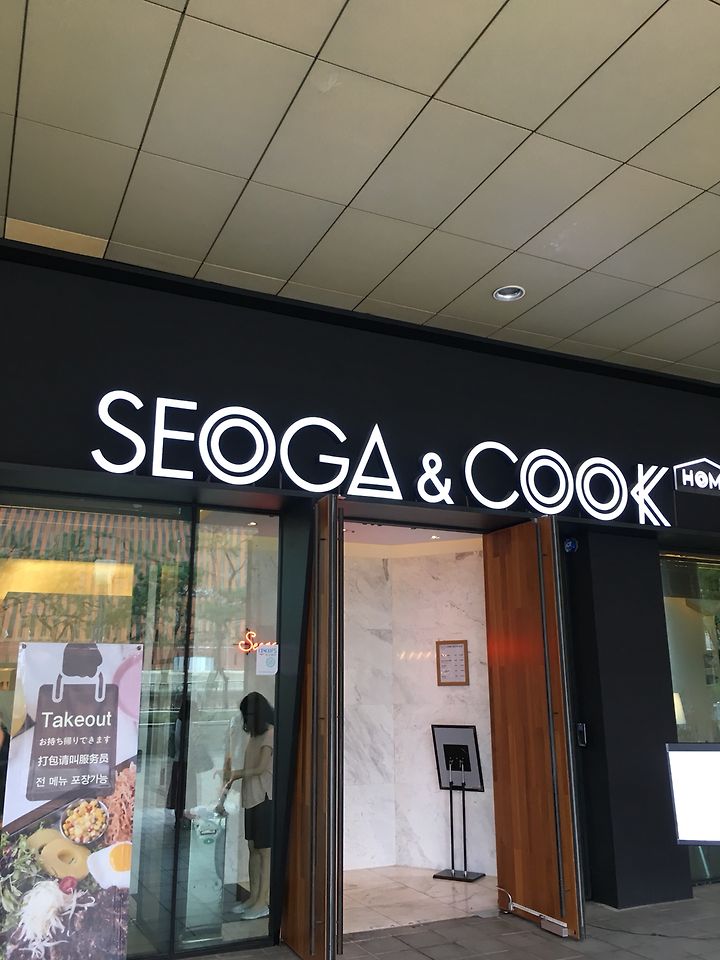 SEOGA & COOK
HOM
Takeout
お持ち帰りできます
打包请叫服务员
전 메뉴 포장가능